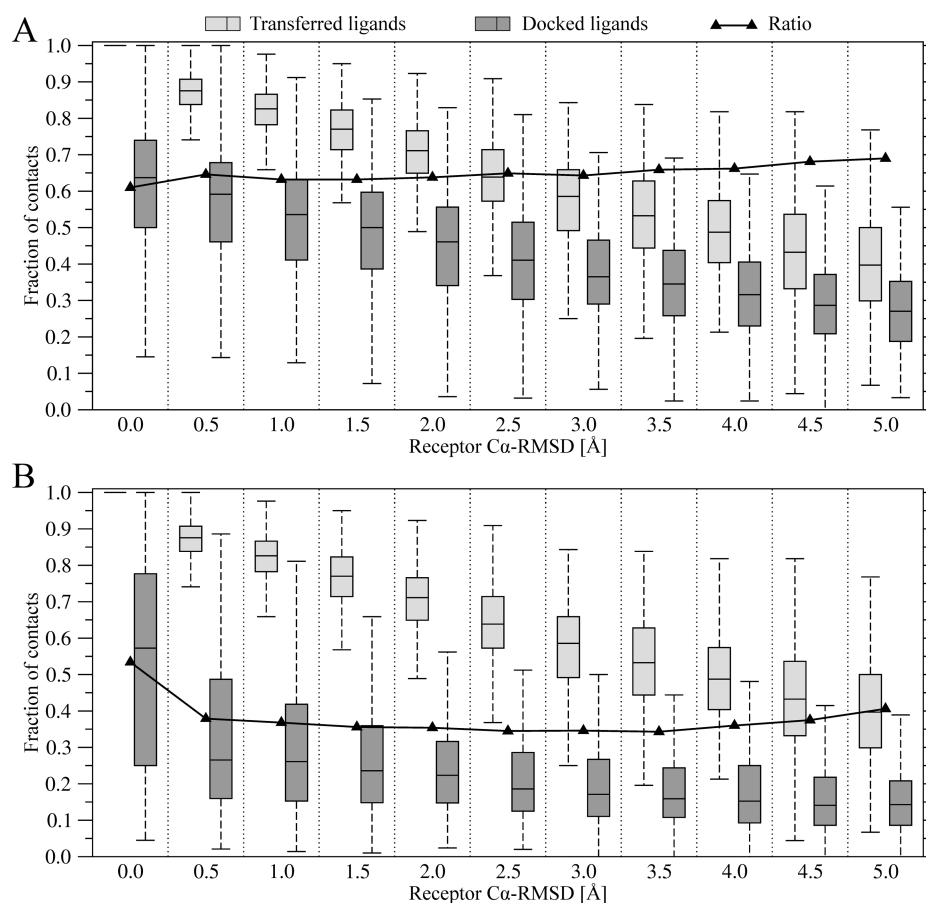 A
Transferred ligands Docked ligands Ratio
1.0
0.9
0.8
0.7
0.6
0.5
0.4
0.3
0.2
0.1
0.0
Fraction of contacts
0.0 0.5 1.0 1.5 2.0 2.5 3.0 3.5 4.0 4.5 5.0
Receptor Cα-RMSD [Å]
B
1.0
0.9
0.8
0.7
0.6
0.5
0.4
0.3
0.2
0.1
0.0
Fraction of contacts
0.0 0.5 1.0 1.5 2.0 2.5 3.0 3.5 4.0 4.5 5.0
Receptor Cα-RMSD [Å]